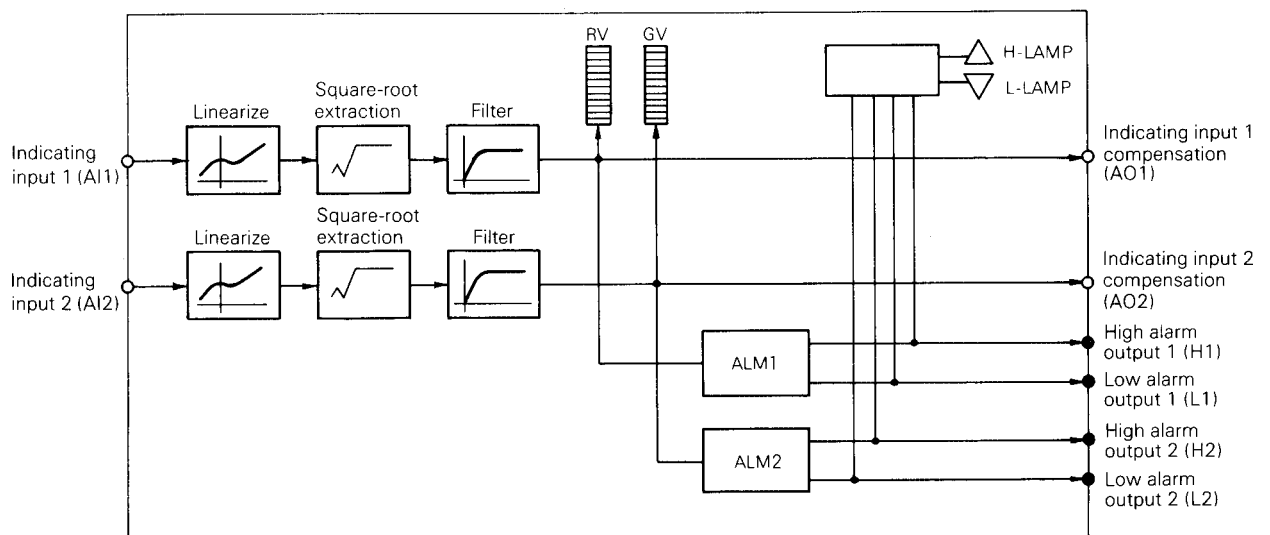 RV
GV
H-LAMP
L-LAMP
Linearize
Square-root
extraction
Filter
Indicating
input 1 (AI1)
Indicating input 1
compensation
(AO1)
Linearize
Square-root
extraction
Filter
Indicating
input 2 (AI2)
Indicating input 2
compensation
(AO2)
ALM1
High alarm
output 1 (H1)
Low alarm
output 1 (L1)
ALM2
High alarm
output 2 (H2)
Low alarm
output 2 (L2)